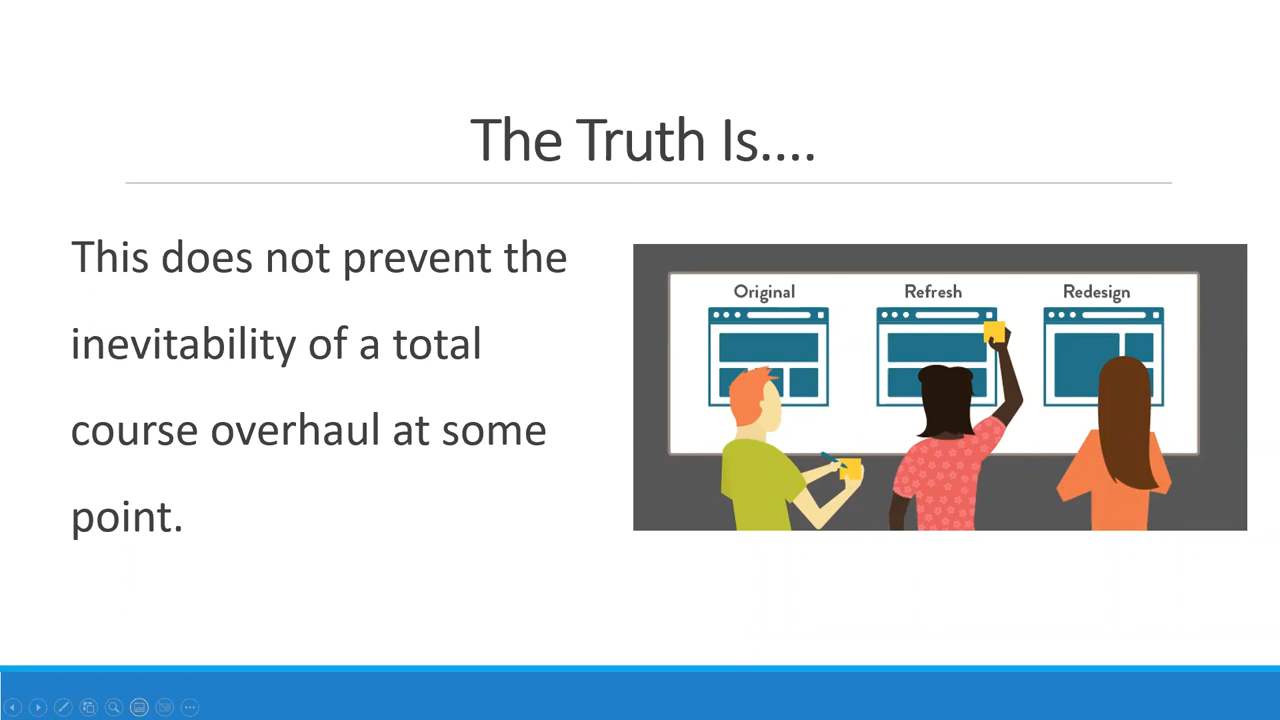 The Truth Is....
This does not prevent the
inevitability of a total
course overhaul at some
point.
Original
Refresh
Redesign